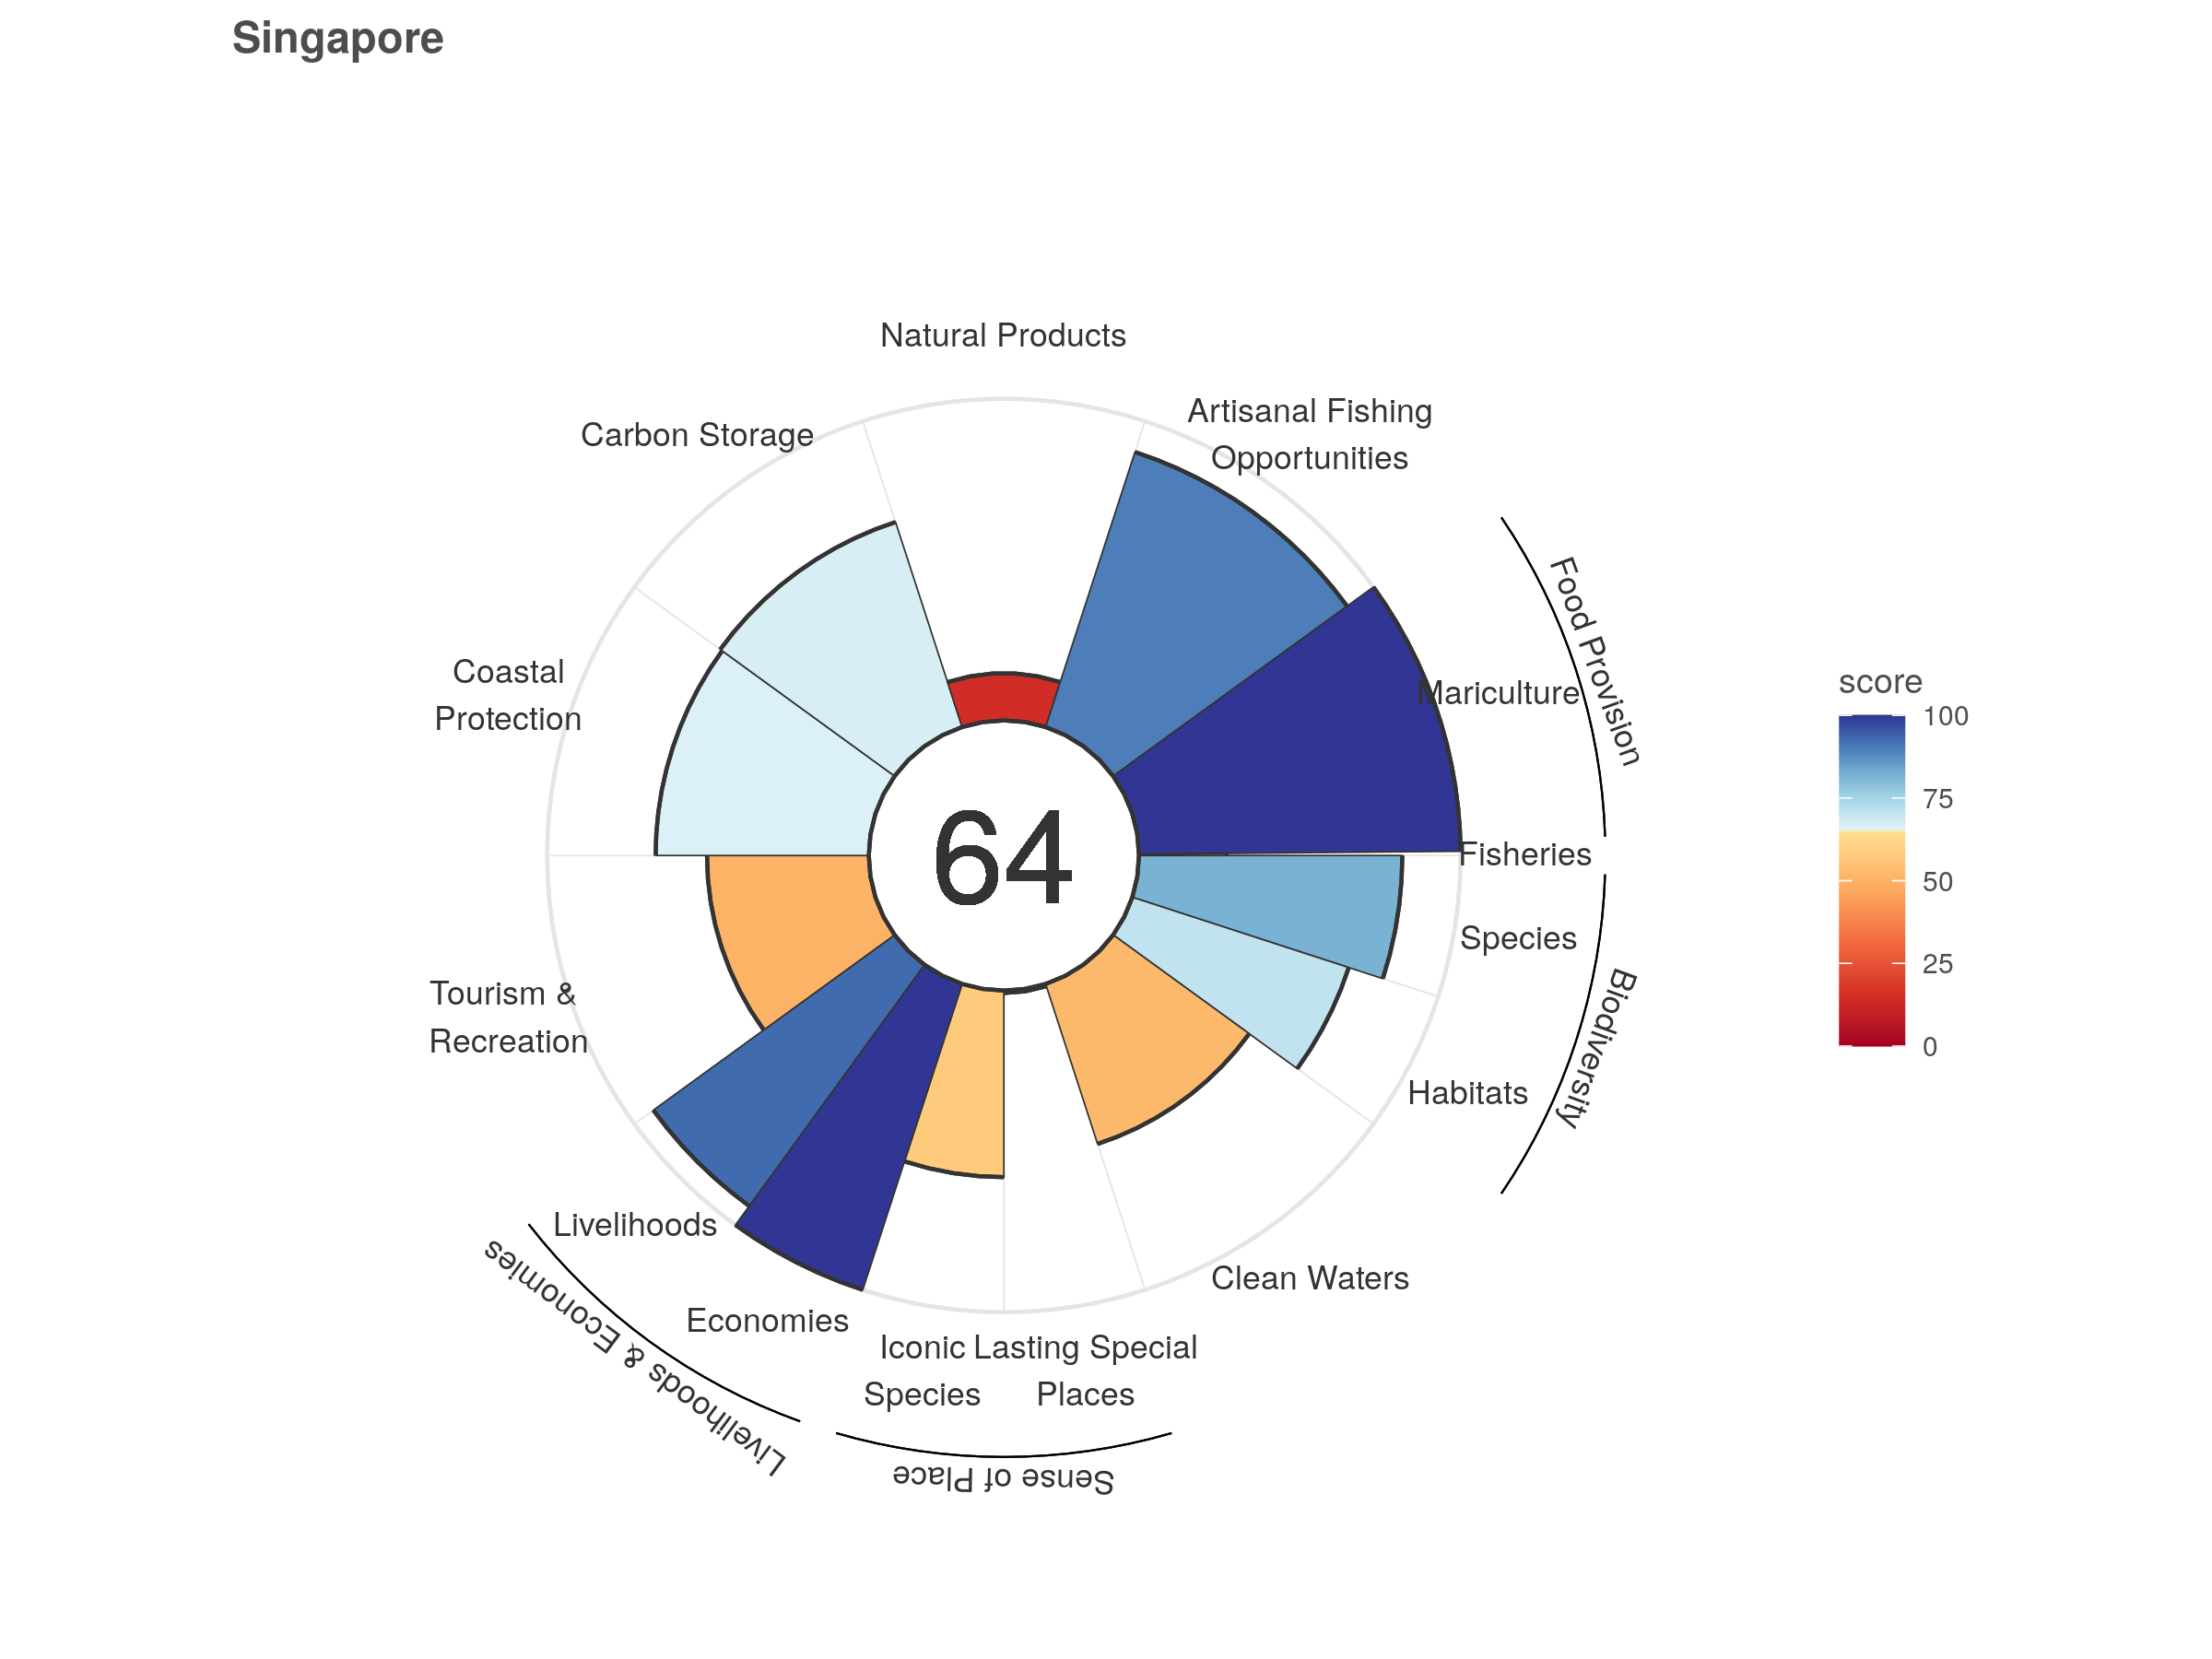 Singapore
Natural Products
Artisanal Fishing
Opportunities
Carbon Storage
Food Provision
Coastal
Protection
Mariculture
score
100
75
50
25
0
64
Fisheries
Species
Biodiversity
Tourism &
Recreation
Habitats
Livelihoods
Clean Waters
Economies
Livelihoods & Economies
Iconic
Species
Lasting Special
Places
Sense of Place